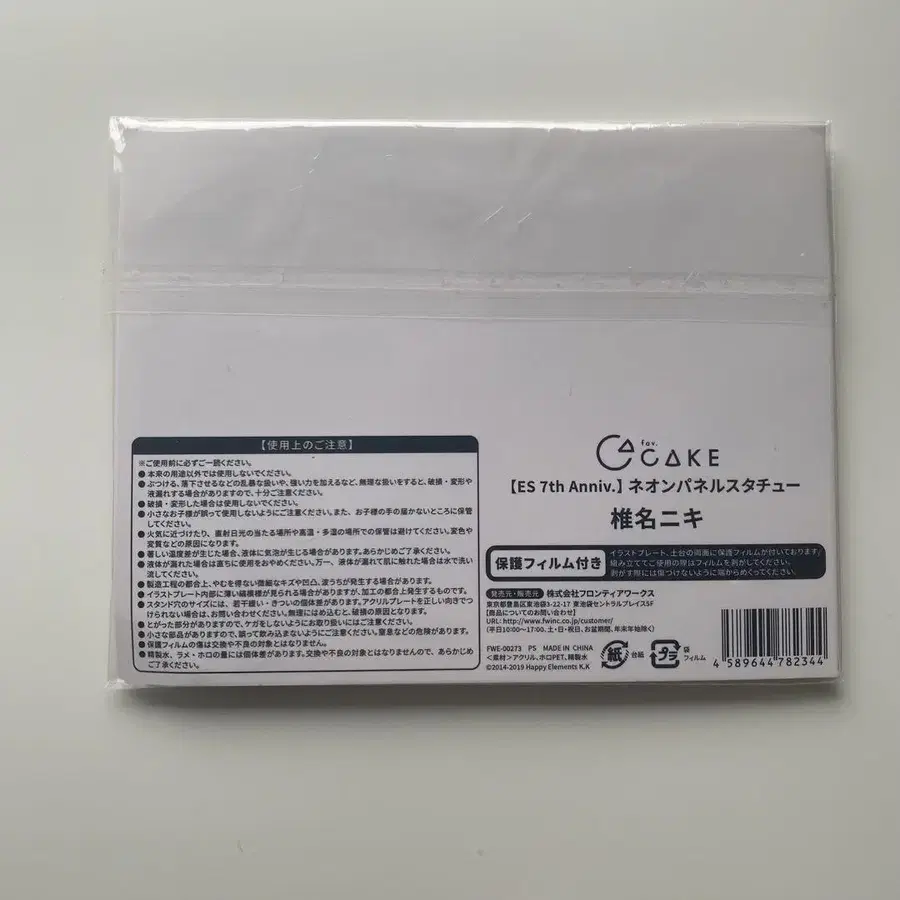 【使用上のご注意】
※ご使用前に必ずご一読ください。
●本来の用途以外では使用しないでください。
●ぶつける、落下させるなどの乱暴な扱いや、強い力を加えるなど、無理な扱いをすると、破損・変形や
液漏れする場合がありますので、十分ご注意ください。
●破損・変形した場合は使用しないでください。
●小さなお子様が誤って使用しないようにご注意ください。また、お子様の手の届かないところに保管
してください。
●火気に近づけたり、直射日光の当たる場所や高温・多湿の場所での保管は避けてください。変色や
変質などの原因になります。
●著しい温度差が生じた場合、液体に気泡が生じる場合があります。あらかじめご了承ください。
●液体が漏れた場合は直ちに使用をおやめください。万一、液体が漏れて肌に触れた場合は水で洗い
流してください。
●製造工程の都合上、やむを得ない微細なキズや凹凸、波うちが発生する場合があります。
●イラストプレート内部に薄い縞模様が見られる場合がありますが、加工の都合上発生するものです。
●スタンド穴のサイズには、若干緩い・きついの個体差があります。アクリルプレートを正しい向きでつ
けられない場合は、お問い合わせください。無理にはめ込むと、破損の原因となります。
●とがった部分がありますので、ケガをしないようにお取り扱いにはご注意ください。
●小さな部品がありますので、誤って飲み込まないようにご注意ください。窒息などの危険があります。
●保護フィルムの傷は交換や不良の対象とはなりません。
●精製水、ラメ・ホロの量には個体差があります。交換や不良の対象とはなりませんので、あらかじめ
ご了承ください。
fav.
CAKE
【ES 7th Anniv.】ネオンパネルスタチュー
椎名ニキ
保護フィルム付き
イラストプレート、土台の両面に保護フィルムが付いております。
組み立ててご使用の際はフィルムを剥がしてください。
剥がす際には傷つけないように端からめくってください。
発売元・販売元 株式会社フロンティアワークス
東京都豊島区東池袋3-22-17 東池袋セントラルプレイス5F
【商品についてのお問い合わせ】
URL: http://www.fwinc.co.jp/customer/
(平日10:00〜17:00、土・日・祝日、お盆期間、年末年始除く)
FWE-00273 PS MADE IN CHINA
<素材>アクリル、ホロPET、精製水
©2014-2019 Happy Elements K.K
紙 台紙
プラ 袋
フィルム
4 589644 782344